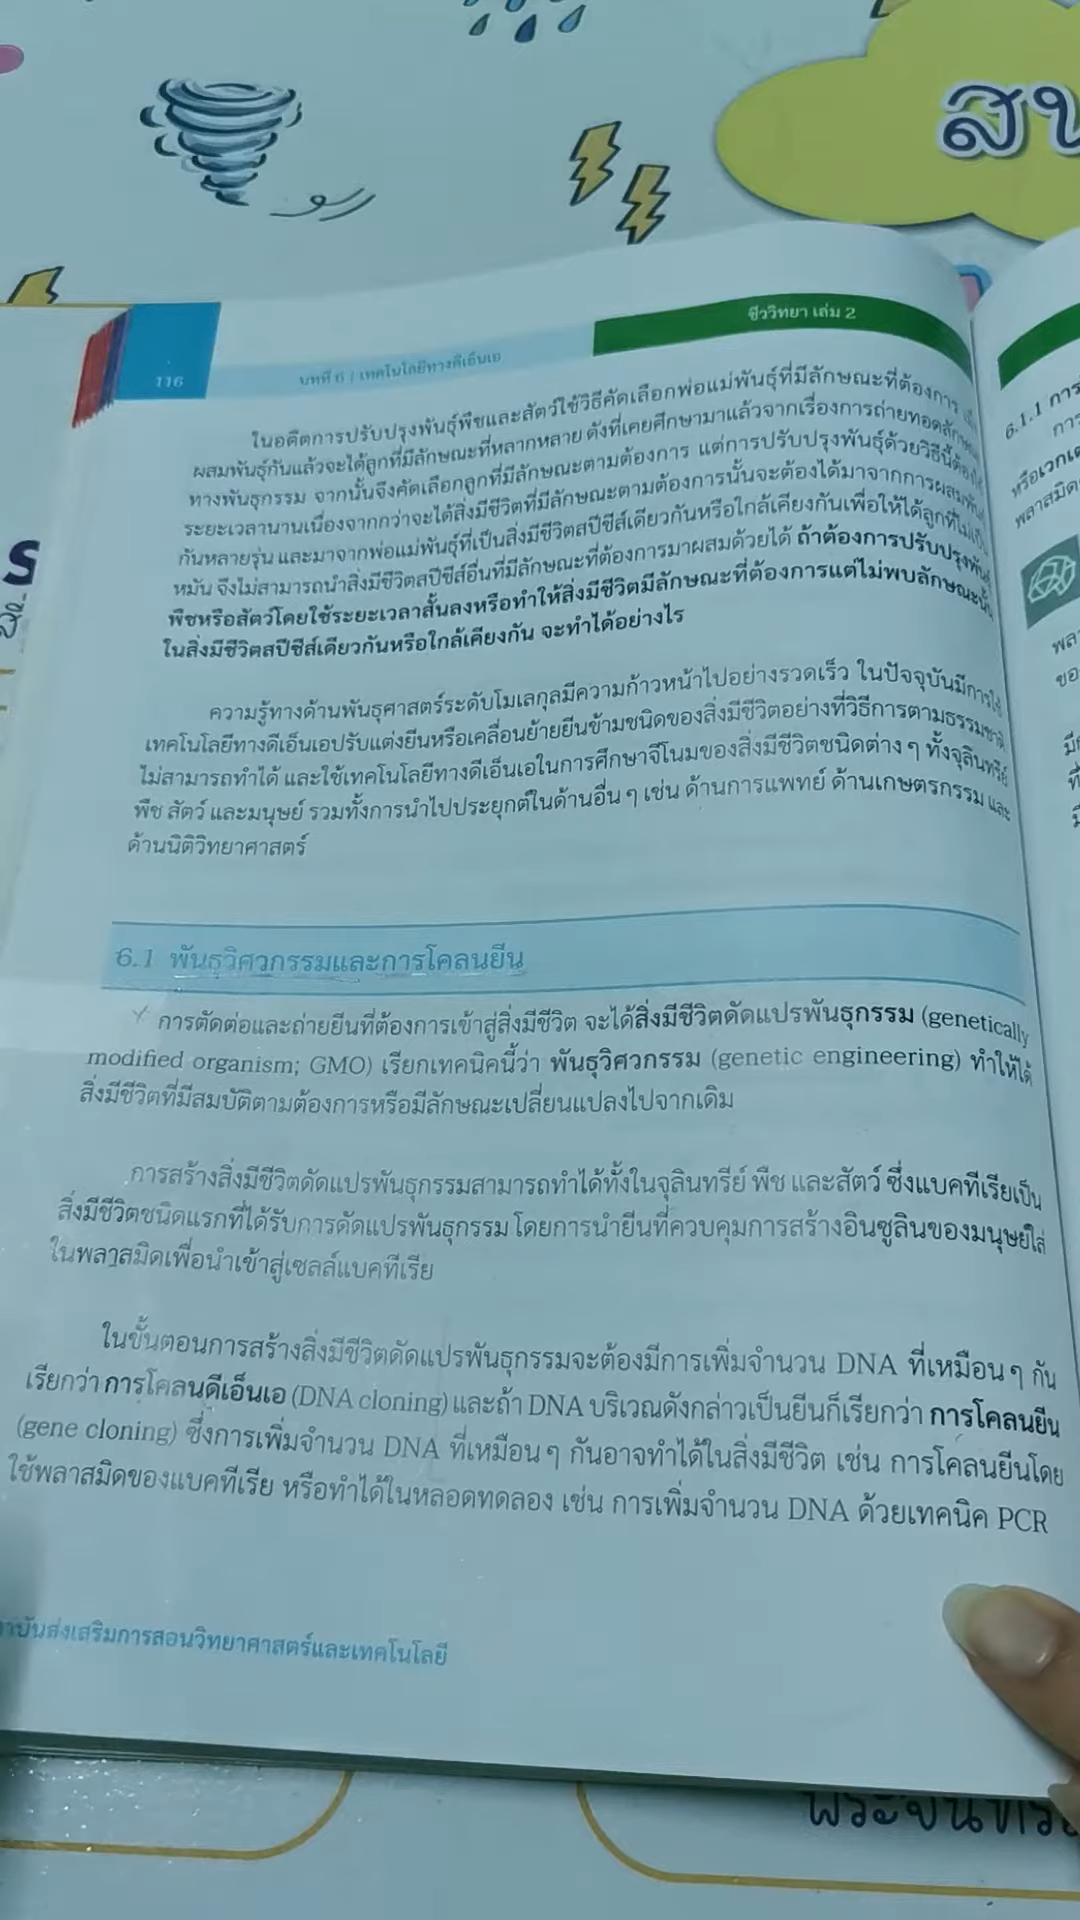 สน
116
บทที่ 6 | เทคโนโลยีทางดีเอ็นเอ
ชีววิทยา เล่ม 2
ในอดีตการปรับปรุงพันธุ์พืชและสัตว์ใช้วิธีคัดเลือกพ่อแม่พันธุ์ที่มีลักษณะที่ต้องการ
ผสมพันธุ์กันแล้วจะได้ลูกที่มีลักษณะที่หลากหลาย ดังที่เคยศึกษามาแล้วจากเรื่องการถ่ายทอดลักษณะ
ทางพันธุกรรม จากนั้นจึงคัดเลือกลูกที่มีลักษณะตามต้องการ แต่การปรับปรุงพันธุ์ด้วยวิธีนี้ต้องใช้
ระยะเวลานานเนื่องจากกว่าจะได้สิ่งมีชีวิตที่มีลักษณะตามต้องการนั้นจะต้องได้มาจากการผสมพันธุ์
กันหลายรุ่น และมาจากพ่อแม่พันธุ์ที่เป็นสิ่งมีชีวิตสปีชีส์เดียวกันหรือใกล้เคียงกันเพื่อให้ได้ลูกที่ไม่เป็น
หมัน จึงไม่สามารถนำสิ่งมีชีวิตสปีชีส์อื่นที่มีลักษณะที่ต้องการมาผสมด้วยได้ ถ้าต้องการปรับปรุงพันธุ์
พืชหรือสัตว์โดยใช้ระยะเวลาสั้นลงหรือทำให้สิ่งมีชีวิตมีลักษณะที่ต้องการแต่ไม่พบลักษณะนั้น
ในสิ่งมีชีวิตสปีชีส์เดียวกันหรือใกล้เคียงกัน จะทำได้อย่างไร
ความรู้ทางด้านพันธุศาสตร์ระดับโมเลกุลมีความก้าวหน้าไปอย่างรวดเร็ว ในปัจจุบันมีการใช้
เทคโนโลยีทางดีเอ็นเอปรับแต่งยีนหรือเคลื่อนย้ายยีนข้ามชนิดของสิ่งมีชีวิตอย่างที่วิธีการตามธรรมชาติ
ไม่สามารถทำได้ และใช้เทคโนโลยีทางดีเอ็นเอในการศึกษาจีโนมของสิ่งมีชีวิตชนิดต่าง ๆ ทั้งจุลินทรีย์
พืช สัตว์ และมนุษย์ รวมทั้งการนำไปประยุกต์ในด้านอื่น ๆ เช่น ด้านการแพทย์ ด้านเกษตรกรรม และ
ด้านนิติวิทยาศาสตร์
6.1 พันธุวิศวกรรมและการโคลนยีน
การตัดต่อและถ่ายยีนที่ต้องการเข้าสู่สิ่งมีชีวิต จะได้สิ่งมีชีวิตดัดแปรพันธุกรรม (genetically
modified organism; GMO) เรียกเทคนิคนี้ว่า พันธุวิศวกรรม (genetic engineering) ทำให้ได้
สิ่งมีชีวิตที่มีสมบัติตามต้องการหรือมีลักษณะเปลี่ยนแปลงไปจากเดิม
การสร้างสิ่งมีชีวิตดัดแปรพันธุกรรมสามารถทำได้ทั้งในจุลินทรีย์ พืช และสัตว์ ซึ่งแบคทีเรียเป็น
สิ่งมีชีวิตชนิดแรกที่ได้รับการดัดแปรพันธุกรรม โดยการนำยีนที่ควบคุมการสร้างอินซูลินของมนุษย์ใส่
ในพลาสมิดเพื่อนำเข้าสู่เซลล์แบคทีเรีย
ในขั้นตอนการสร้างสิ่งมีชีวิตดัดแปรพันธุกรรมจะต้องมีการเพิ่มจำนวน DNA ที่เหมือน ๆ กัน
เรียกว่า การโคลนดีเอ็นเอ (DNA cloning) และถ้า DNA บริเวณดังกล่าวเป็นยีนก็เรียกว่า การโคลนยีน
(gene cloning) ซึ่งการเพิ่มจำนวน DNA ที่เหมือน ๆ กันอาจทำได้ในสิ่งมีชีวิต เช่น การโคลนยีนโดย
ใช้พลาสมิดของแบคทีเรีย หรือทำได้ในหลอดทดลอง เช่น การเพิ่มจำนวน DNA ด้วยเทคนิค PCR
าบันส่งเสริมการสอนวิทยาศาสตร์และเทคโนโลยี
6.1.1 การ
การ
หรือเวกเต
พลาสมิด
พลา
ขอ
พระจันทร์